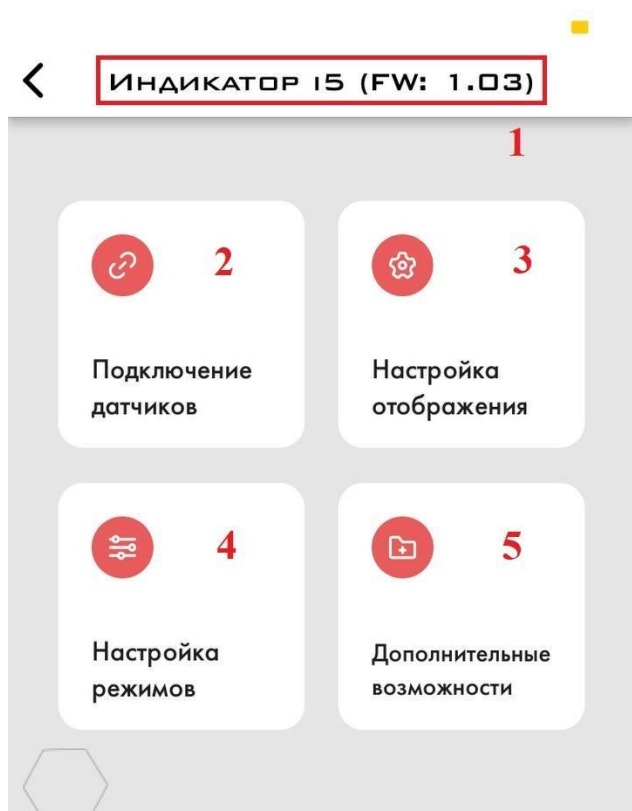 Индикатор i5 (FW: 1.03)
1
2
3
Подключение
датчиков
Настройка
отображения
4
5
Настройка
режимов
Дополнительные
возможности